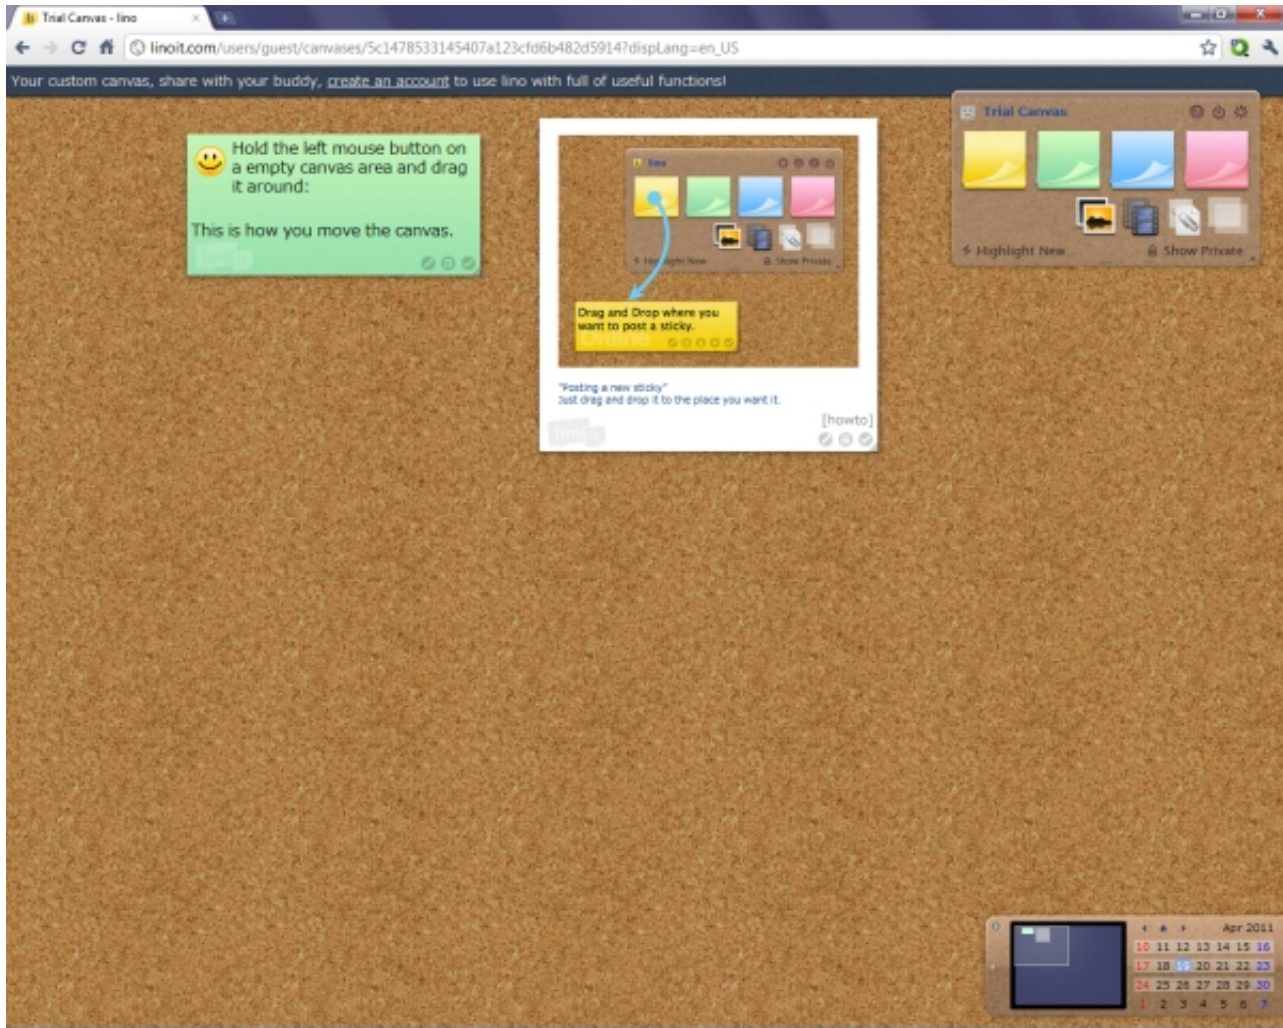 Trial Canvas - lino
linoit.com/users/guest/canvases/5c1478533145407a123cfd6b482d5914?dispLang=en_US
Your custom canvas, share with your buddy, create an account to use lino with full of useful functions!
Hold the left mouse button on
a empty canvas area and drag
it around:
This is how you move the canvas.
lino
Highlight New Show Private
Drag and Drop where you
want to post a sticky.
"Posting a new sticky"
Just drag and drop it to the place you want it.
[howto]
Trial Canvas
Highlight New Show Private
Apr 2011
10 11 12 13 14 15 16
17 18 19 20 21 22 23
24 25 26 27 28 29 30
1 2 3 4 5 6 7